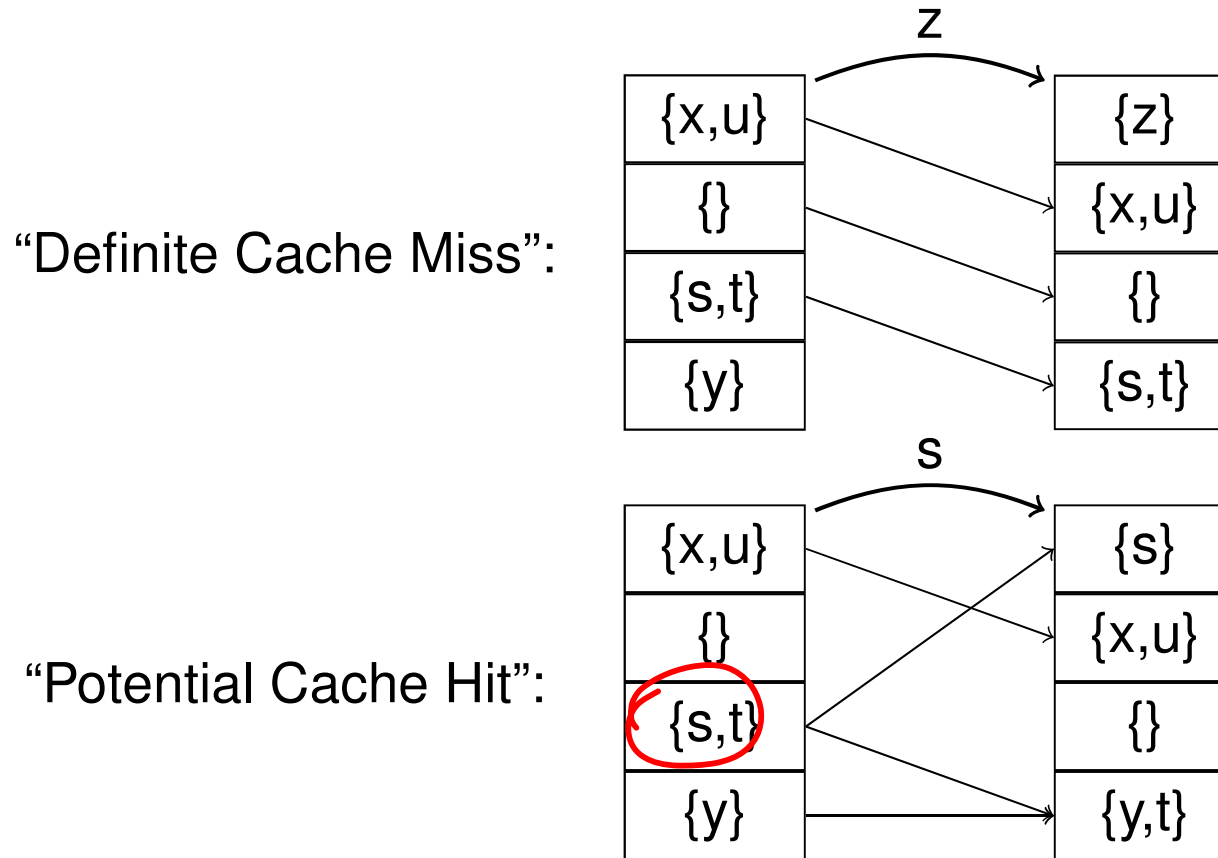 z
{x,u} {z}
{} {x,u}
“Definite Cache Miss”:
{s,t} {}
{y} {s,t}
s
{x,u} {s}
{} {x,u}
“Potential Cache Hit”:
{s,t} {}
{y} {y,t}